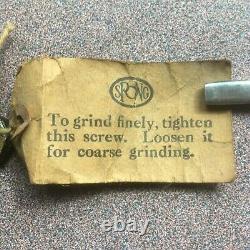 SPONG
To grind finely, tighten
this screw. Loosen it
for coarse grinding.